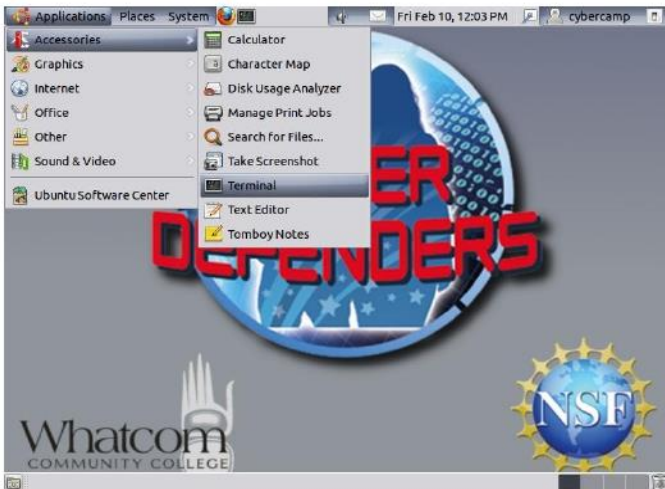 Applications Places System Fri Feb 10, 12:03 PM cybercamp
Accessories
Graphics
Internet
Office
Other
Sound & Video
Ubuntu Software Center
Calculator
Character Map
Disk Usage Analyzer
Manage Print Jobs
Search for Files...
Take Screenshot
Terminal
Text Editor
Tomboy Notes
ER
DEFENDERS
Whatcom
COMMUNITY COLLEGE
NSF